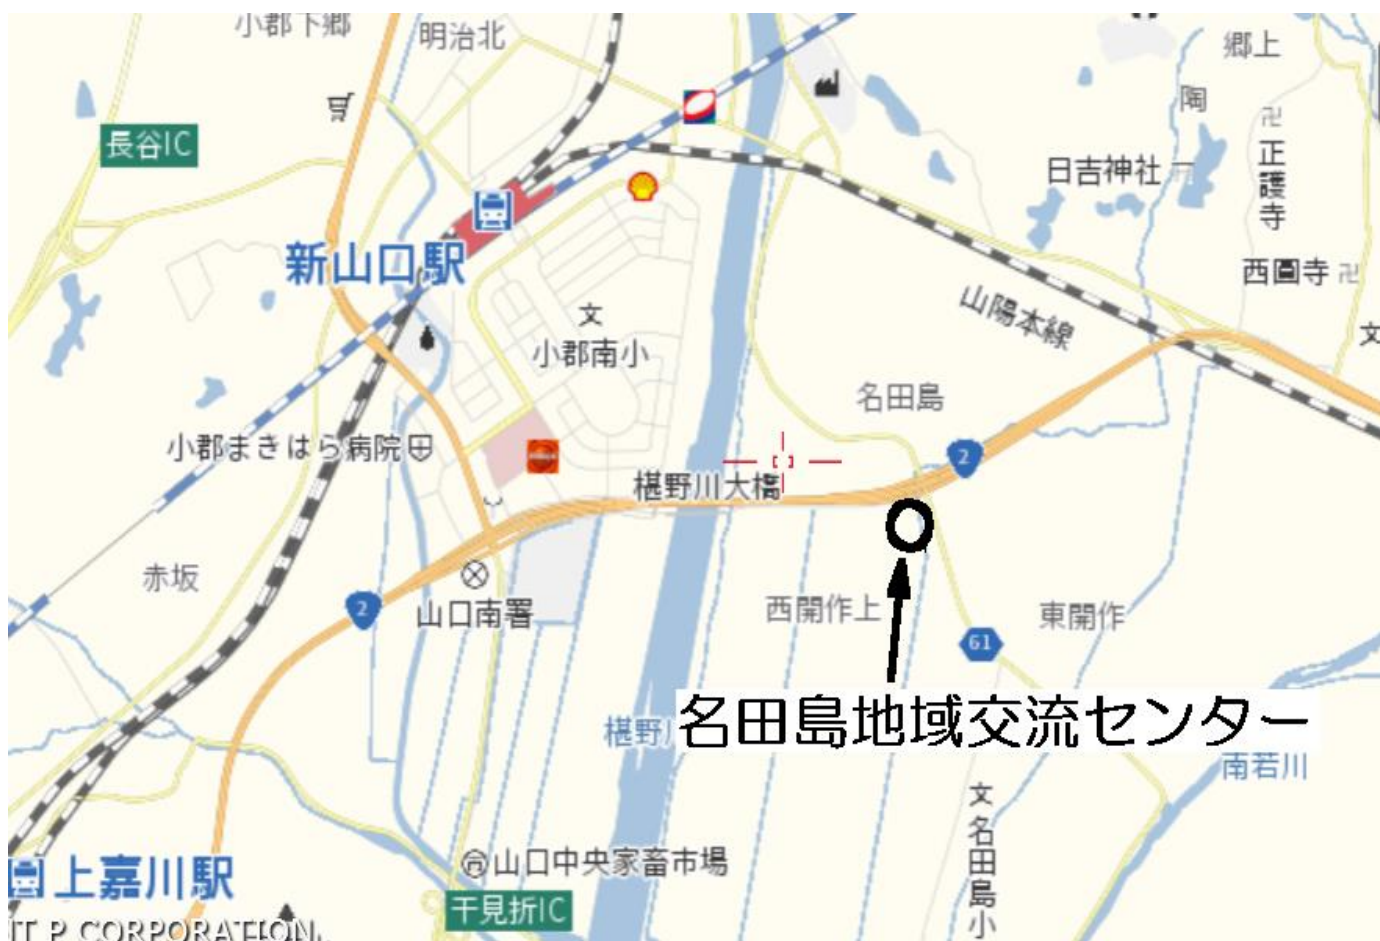 小郡下郷
明治北
郷上
陶
卍
正護寺
長谷IC
日吉神社
西圓寺 卍
新山口駅
山陽本線
文
小郡南小
文
名田島
小郡まきはら病院
2
椹野川大橋
赤坂
2
山口南署
西開作上
東開作
61
名田島地域交流センター
椹野
南若川
文
名田島小
山口中央家畜市場
上嘉川駅
干見折IC
IT P CORPORATION